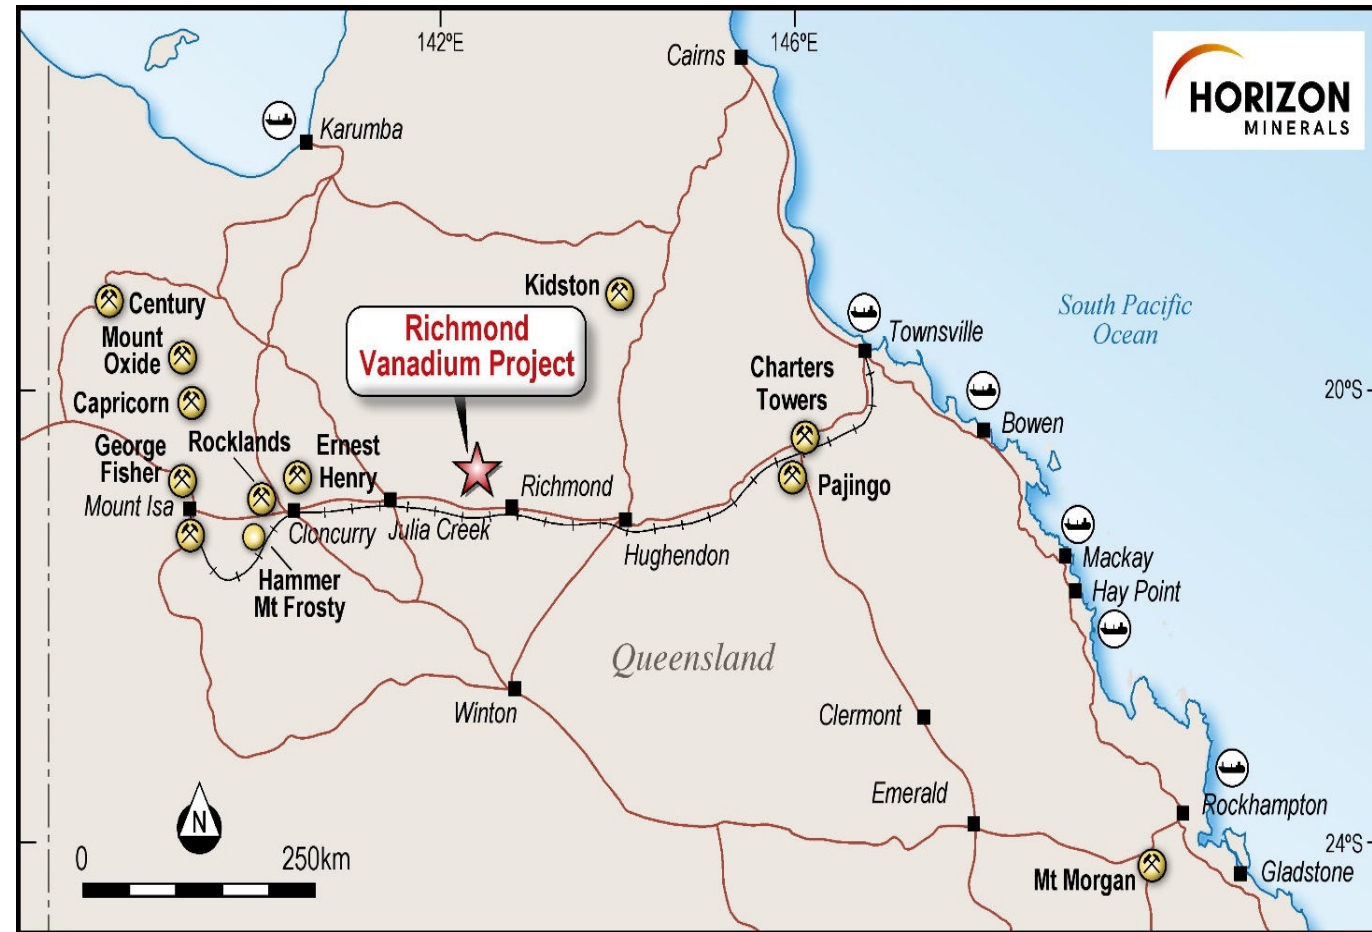 142ºE
146ºE
HORIZON
MINERALS
Cairns
Karumba
Kidston
Century
Mount
Oxide
Capricorn
George
Fisher
Mount Isa
Rocklands
Ernest
Henry
Richmond
Vanadium Project
Cloncurry
Julia Creek
Richmond
Hughendon
Hammer
Mt Frosty
Charters
Towers
Pajingo
Townsville
South Pacific
Ocean
20ºS
Bowen
Mackay
Hay Point
Queensland
Winton
Clermont
Emerald
Rockhampton
24ºS
Gladstone
Mt Morgan
N
0
250km